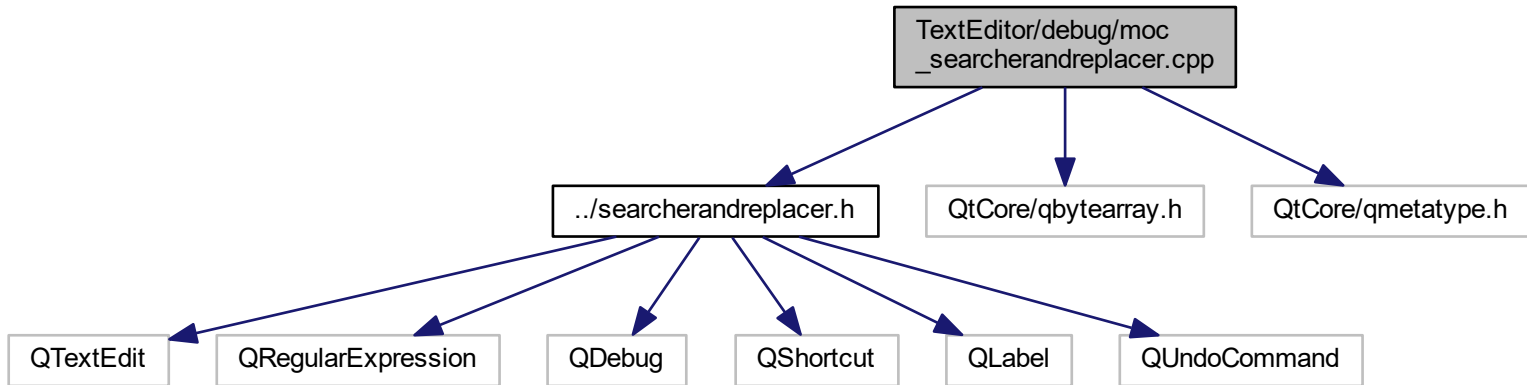 TextEditor/debug/moc
_searcherandreplacer.cpp
../searcherandreplacer.h
QtCore/qbytearray.h
QtCore/qmetatype.h
QTextEdit
QRegularExpression
QDebug
QShortcut
QLabel
QUndoCommand